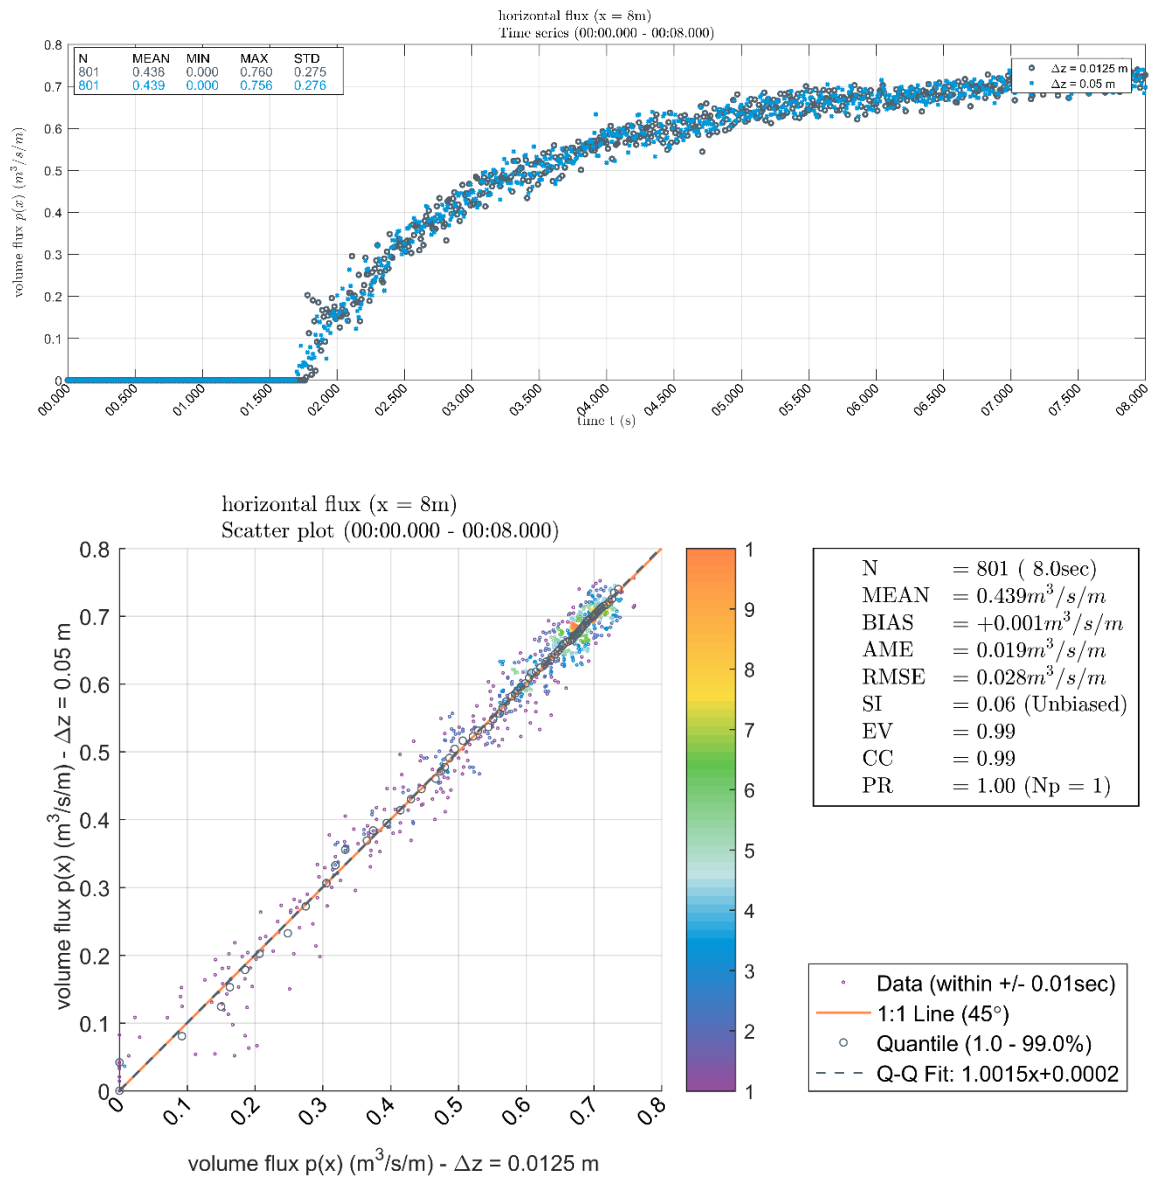 horizontal flux (x = 8m)
Time series (00:00.000 - 00:08.000)
0.8
0.7
0.6
0.5
0.4
0.3
0.2
0.1
0
volume flux p(x) (m³/s/m)
N MEAN MIN MAX STD
801 0.436 0.000 0.760 0.275
801 0.439 0.000 0.756 0.276
Δz = 0.0125 m
Δz = 0.05 m
00.000 00.500 01.000 01.500 02.000 02.500 03.000 03.500 04.000 04.500 05.000 05.500 06.000 06.500 07.000 07.500 08.000
time t (s)
horizontal flux (x = 8m)
Scatter plot (00:00.000 - 00:08.000)
0.8
0.7
0.6
0.5
0.4
0.3
0.2
0.1
0
volume flux p(x) (m³/s/m) - Δz = 0.05 m
0 0.1 0.2 0.3 0.4 0.5 0.6 0.7 0.8
volume flux p(x) (m³/s/m) - Δz = 0.0125 m
1
9
8
7
6
5
4
3
2
1
N = 801 ( 8.0sec)
MEAN = 0.439m³/s/m
BIAS = +0.001m³/s/m
AME = 0.019m³/s/m
RMSE = 0.028m³/s/m
SI = 0.06 (Unbiased)
EV = 0.99
CC = 0.99
PR = 1.00 (Np = 1)
Data (within +/- 0.01sec)
1:1 Line (45°)
Quantile (1.0 - 99.0%)
Q-Q Fit: 1.0015x+0.0002